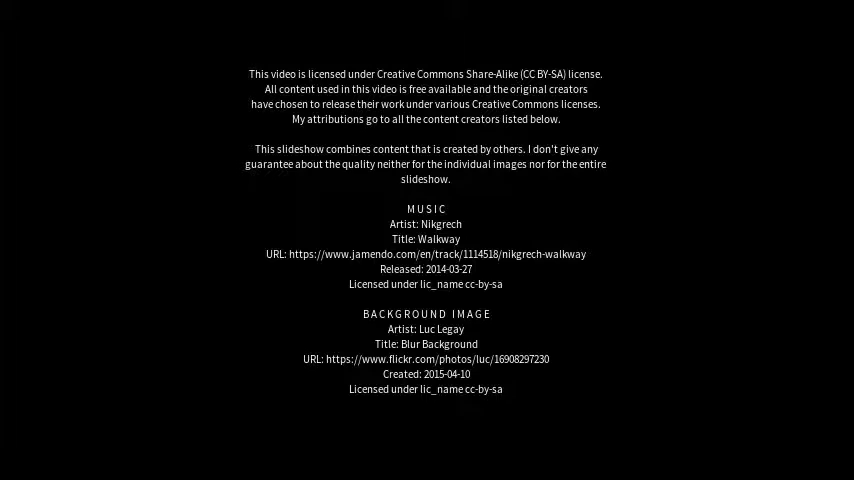 This video is licensed under Creative Commons Share-Alike (CC BY-SA) license.
All content used in this video is free available and the original creators
have chosen to release their work under various Creative Commons licenses.
My attributions go to all the content creators listed below.
This slideshow combines content that is created by others. I don't give any
guarantee about the quality neither for the individual images nor for the entire
slideshow.
MUSIC
Artist: Nikgrech
Title: Walkway
URL: https://www.jamendo.com/en/track/1114518/nikgrech-walkway
Released: 2014-03-27
Licensed under lic_name cc-by-sa
BACKGROUND IMAGE
Artist: Luc Legay
Title: Blur Background
URL: https://www.flickr.com/photos/luc/16908297230
Created: 2015-04-10
Licensed under lic_name cc-by-sa